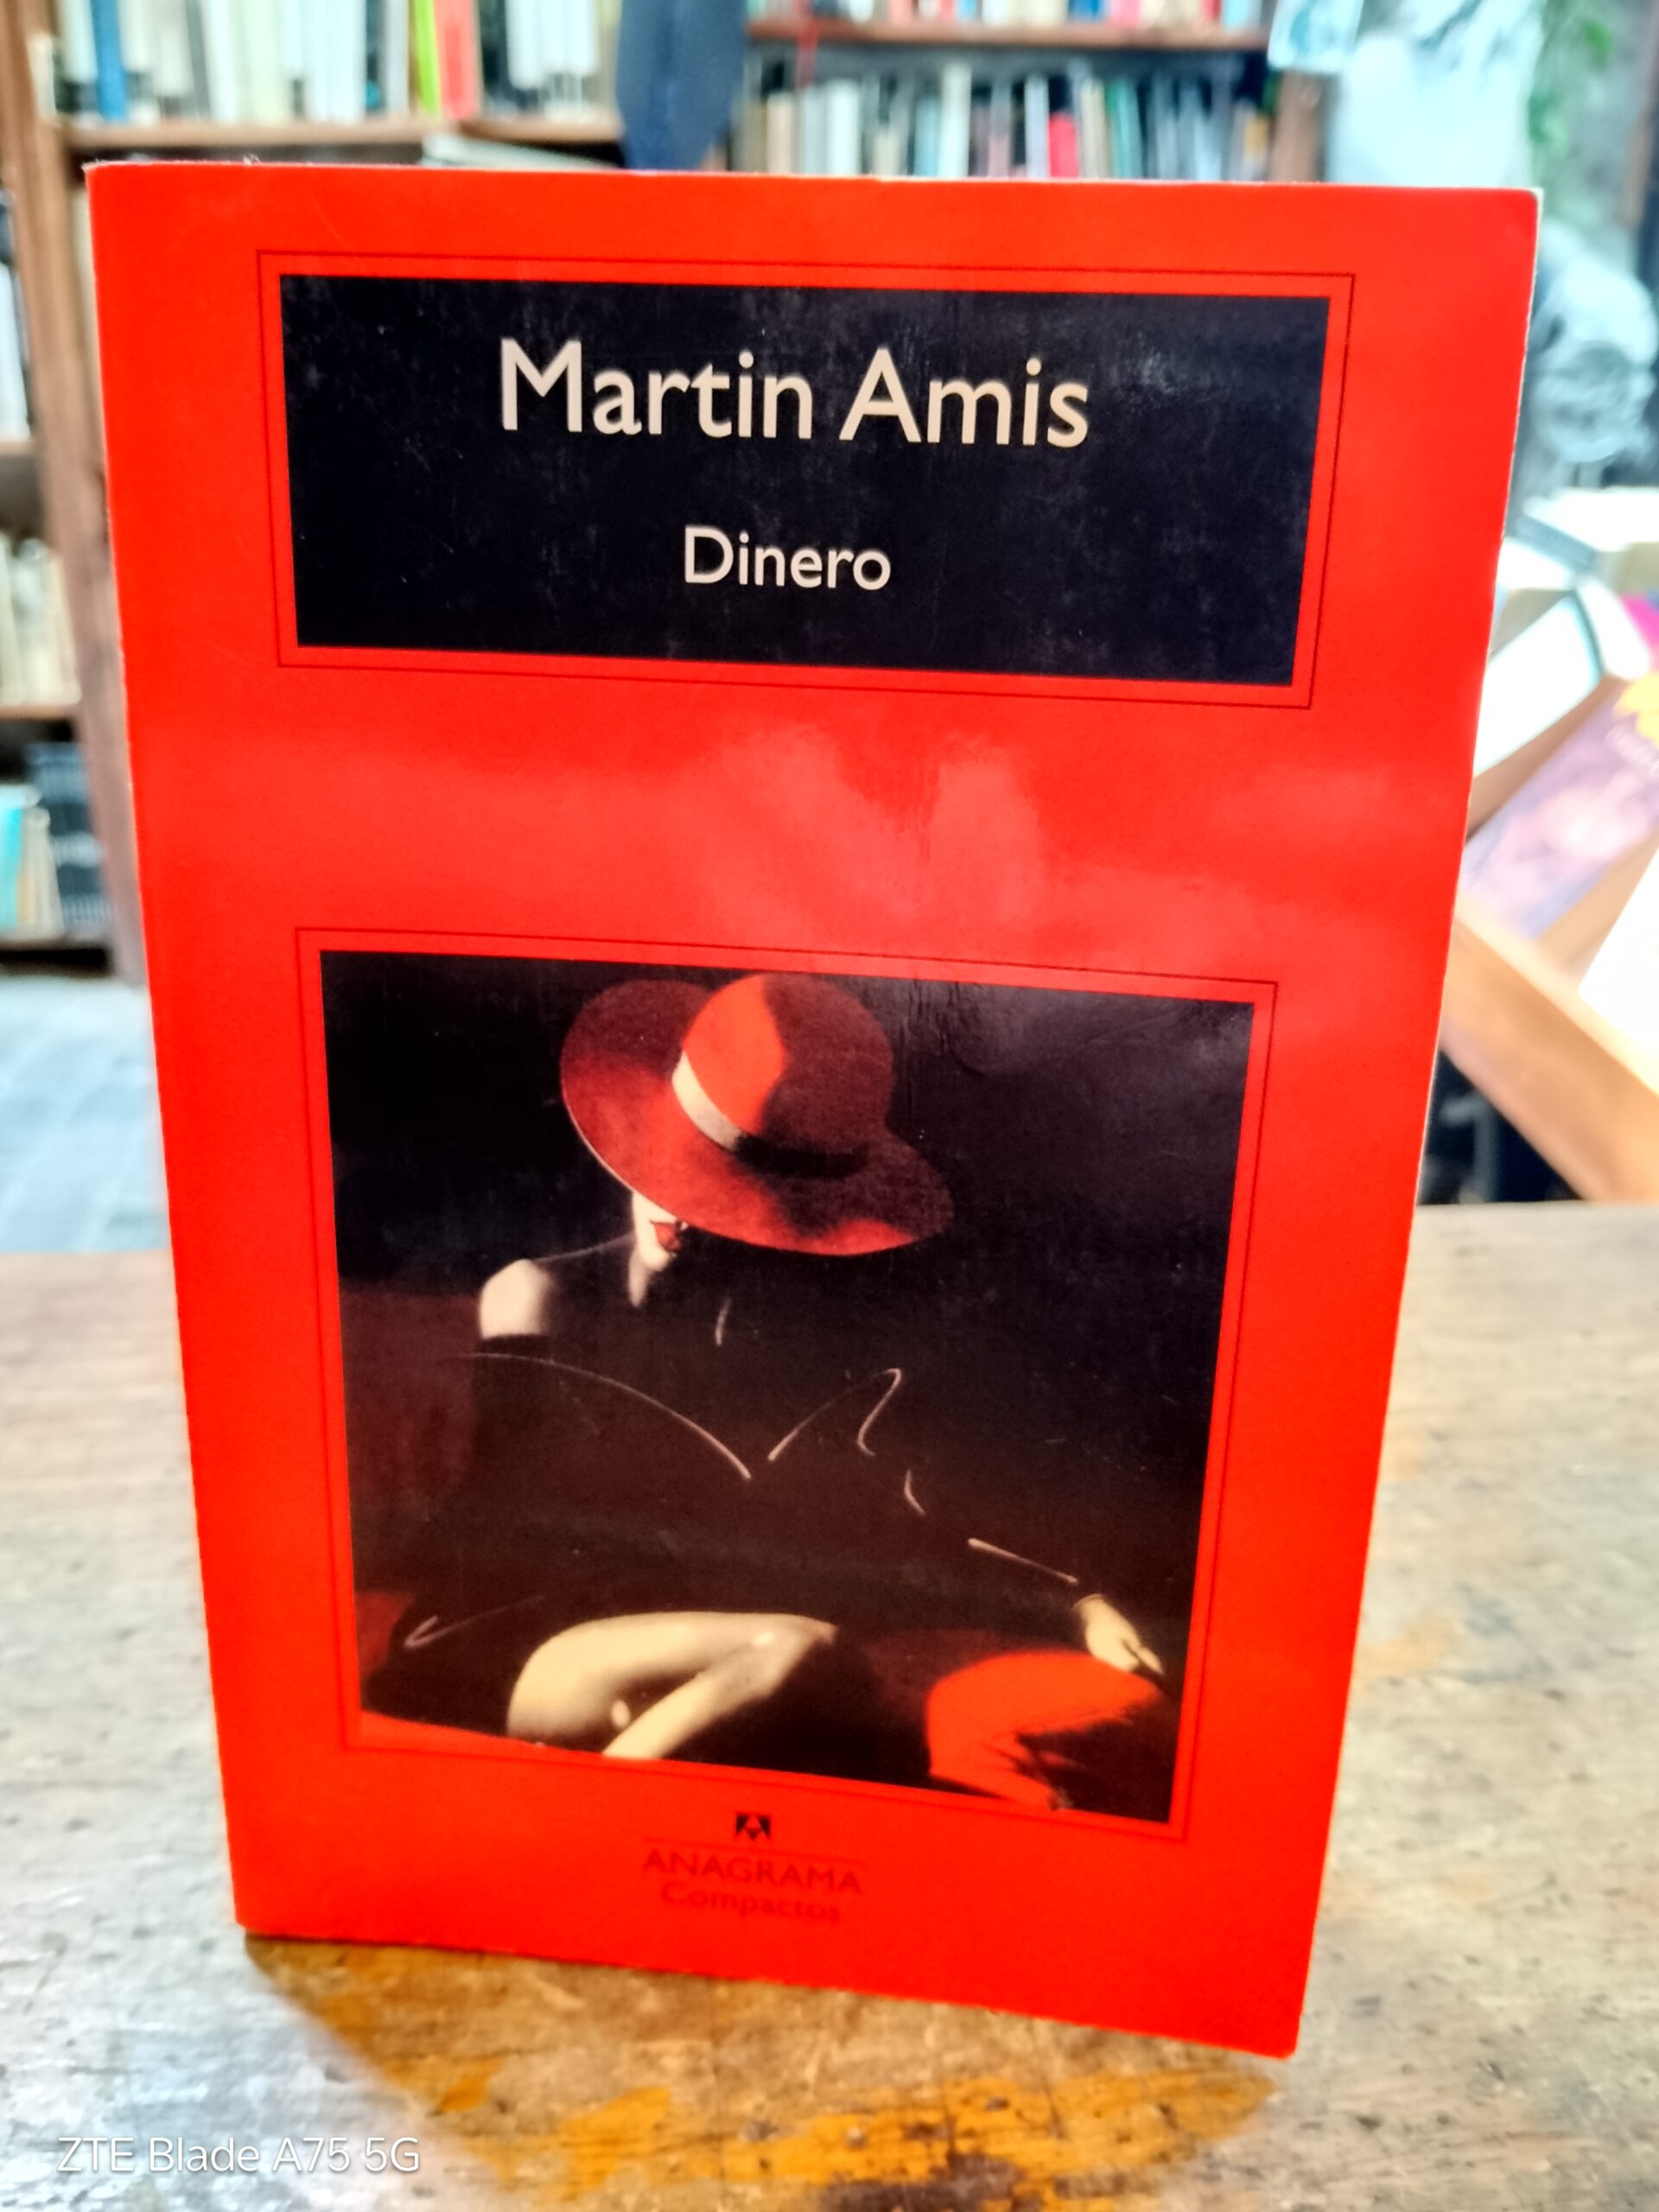 Martin Amis
Dinero
ANAGRAMA
Compactos
ZTE Blade A75 5G